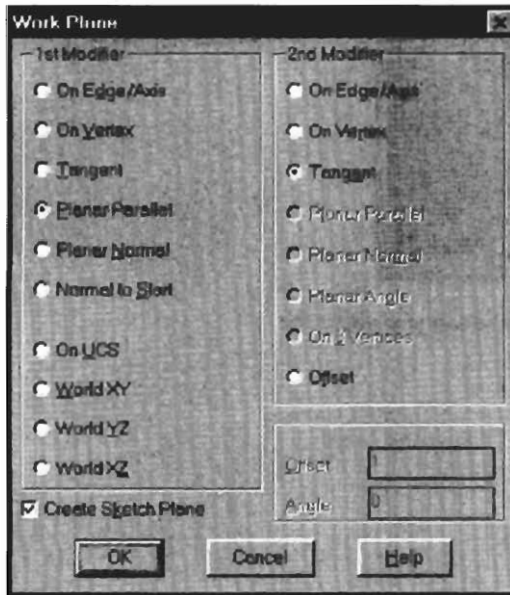 Work Plane
1st Modifier
On Edge/Axis
On Vertex
Tangent
Planar Parallel
Planar Normal
Normal to Start
On UCS
World XY
World YZ
World XZ
Create Sketch Plane
2nd Modifier
On Edge/Axis
On Vertex
Tangent
Planar Parallel
Planar Normal
Planar Angle
On 2 Vertices
Offset
Offset
Angle 0
OK Cancel Help